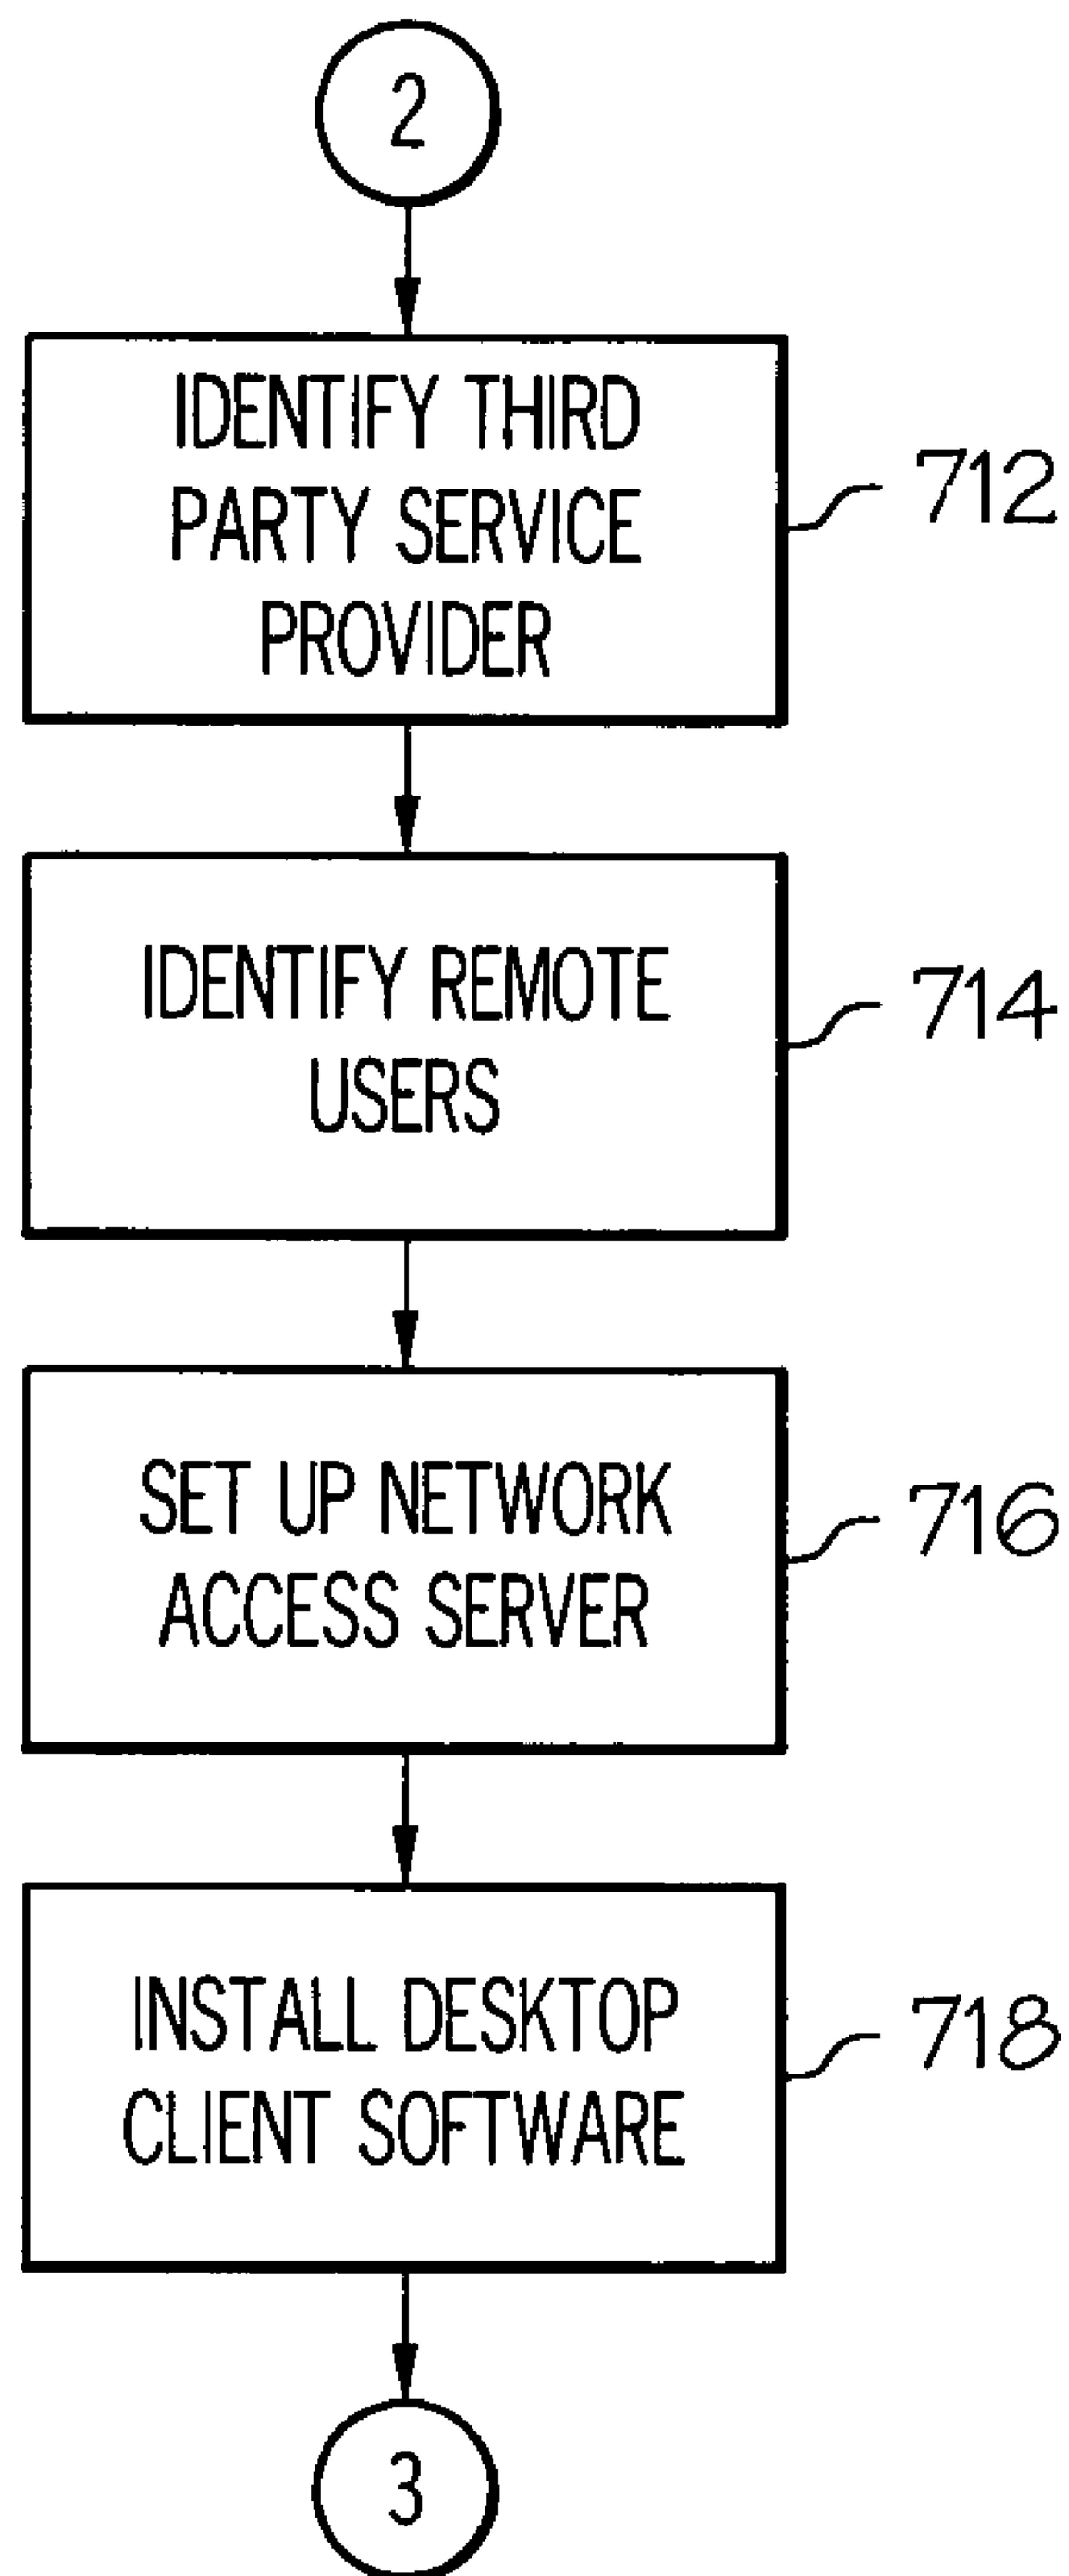 2
IDENTIFY THIRD
PARTY SERVICE
PROVIDER
712
IDENTIFY REMOTE
USERS
714
SET UP NETWORK
ACCESS SERVER
716
INSTALL DESKTOP
CLIENT SOFTWARE
718
3